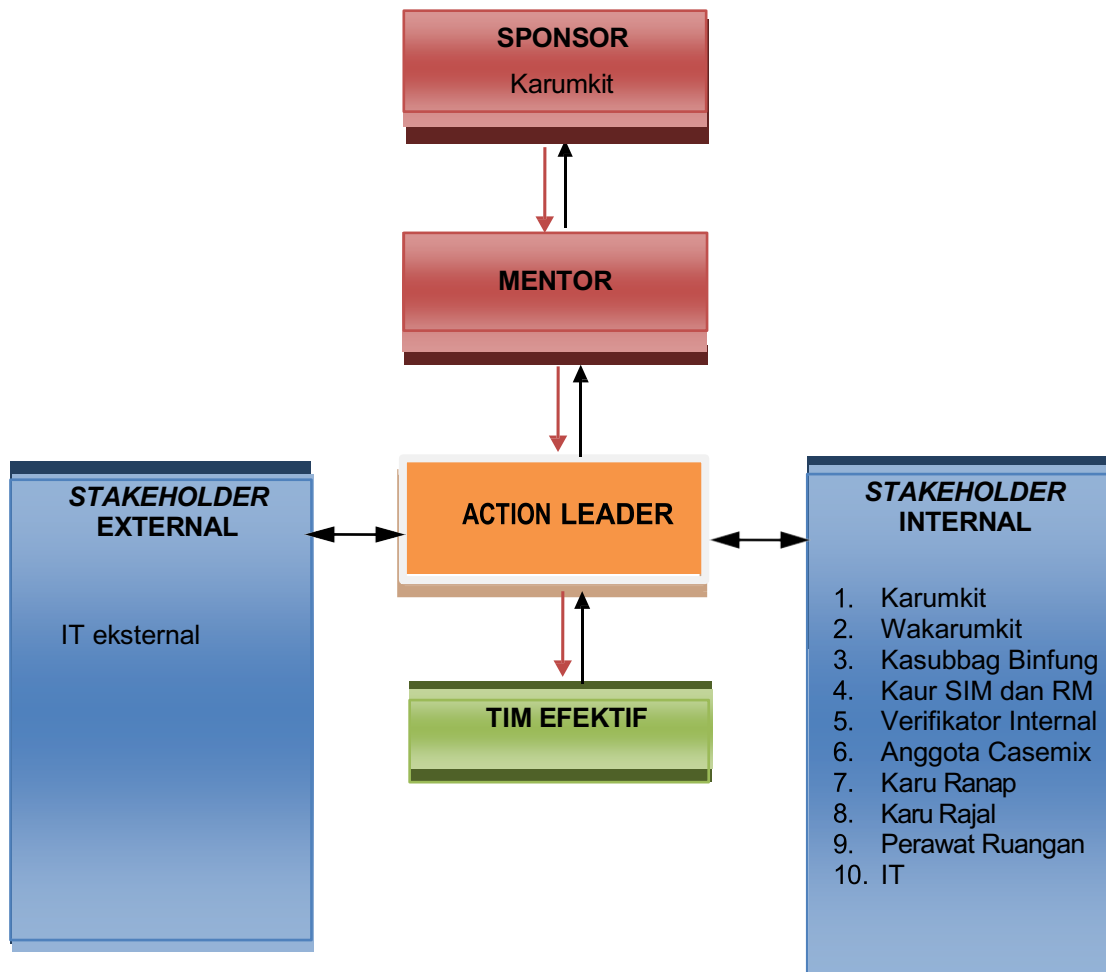 SPONSOR
Karumkit
MENTOR
ACTION LEADER
STAKEHOLDER
EXTERNAL
IT eksternal
STAKEHOLDER
INTERNAL
1. Karumkit
2. Wakarumkit
3. Kasubbag Binfung
4. Kaur SIM dan RM
5. Verifikator Internal
6. Anggota Casemix
7. Karu Ranap
8. Karu Rajal
9. Perawat Ruangan
10. IT
TIM EFEKTIF